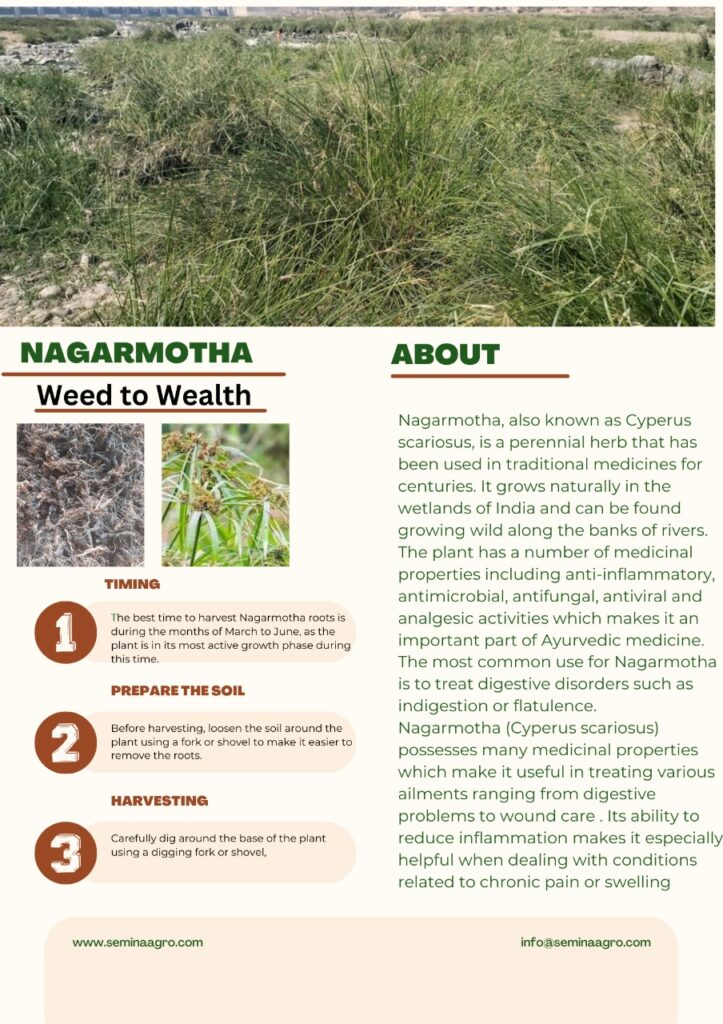 NAGARMOTHA
Weed to Wealth
TIMING
1
The best time to harvest Nagarmotha roots is
during the months of March to June, as the
plant is in its most active growth phase during
this time.
PREPARE THE SOIL
2
Before harvesting, loosen the soil around the
plant using a fork or shovel to make it easier to
remove the roots.
HARVESTING
3
Carefully dig around the base of the plant
using a digging fork or shovel,
ABOUT
Nagarmotha, also known as Cyperus
scariosus, is a perennial herb that has
been used in traditional medicines for
centuries. It grows naturally in the
wetlands of India and can be found
growing wild along the banks of rivers.
The plant has a number of medicinal
properties including anti-inflammatory,
antimicrobial, antifungal, antiviral and
analgesic activities which makes it an
important part of Ayurvedic medicine.
The most common use for Nagarmotha
is to treat digestive disorders such as
indigestion or flatulence.
Nagarmotha (Cyperus scariosus)
possesses many medicinal properties
which make it useful in treating various
ailments ranging from digestive
problems to wound care . Its ability to
reduce inflammation makes it especially
helpful when dealing with conditions
related to chronic pain or swelling
www.seminaagro.com
info@seminaagro.com